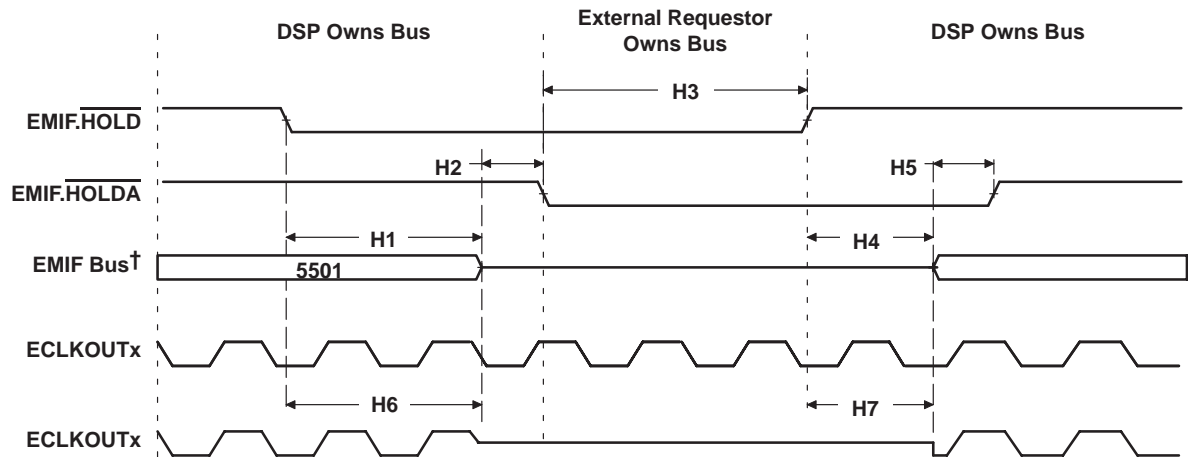 DSP Owns Bus
External Requestor
Owns Bus
DSP Owns Bus
H3
EMIF.HOLD
H2
H5
EMIF.HOLDA
H1
H4
EMIF Bus†
5501
ECLKOUTx
H6
H7
ECLKOUTx